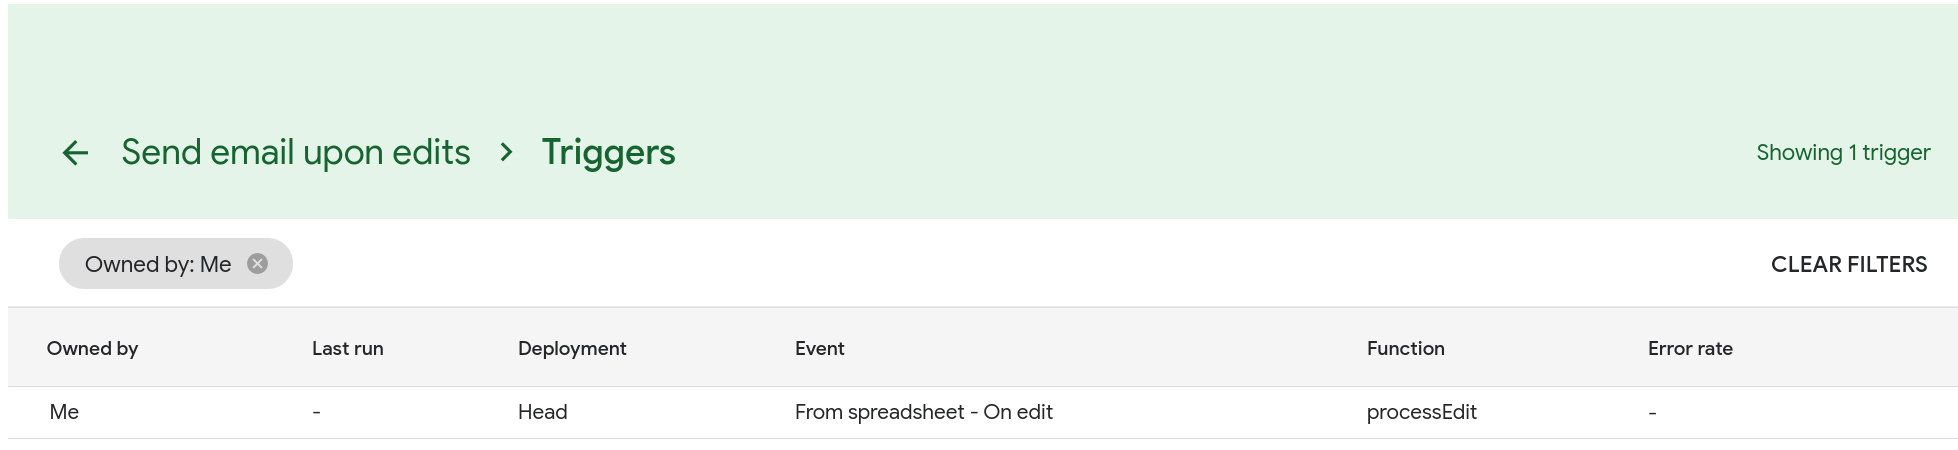 Send email upon edits > Triggers
Showing 1 trigger
Owned by: Me
CLEAR FILTERS
Owned by Last run Deployment Event Function Error rate
Me - Head From spreadsheet - On edit processEdit -